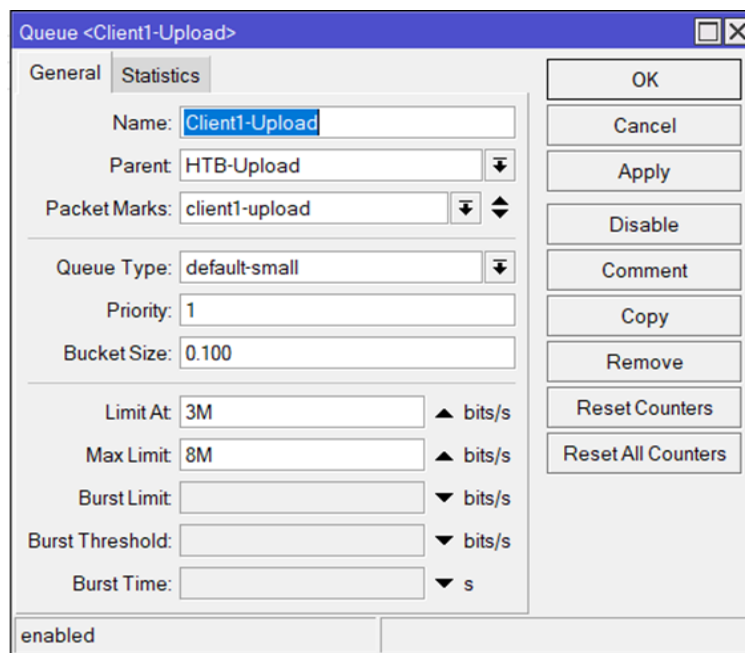 Queue <Client1-Upload>
General Statistics
Name: Client1-Upload
Parent: HTB-Upload
Packet Marks: client1-upload
Queue Type: default-small
Priority: 1
Bucket Size: 0.100
Limit At: 3M bits/s
Max Limit: 8M bits/s
Burst Limit: bits/s
Burst Threshold: bits/s
Burst Time: s
enabled
OK
Cancel
Apply
Disable
Comment
Copy
Remove
Reset Counters
Reset All Counters